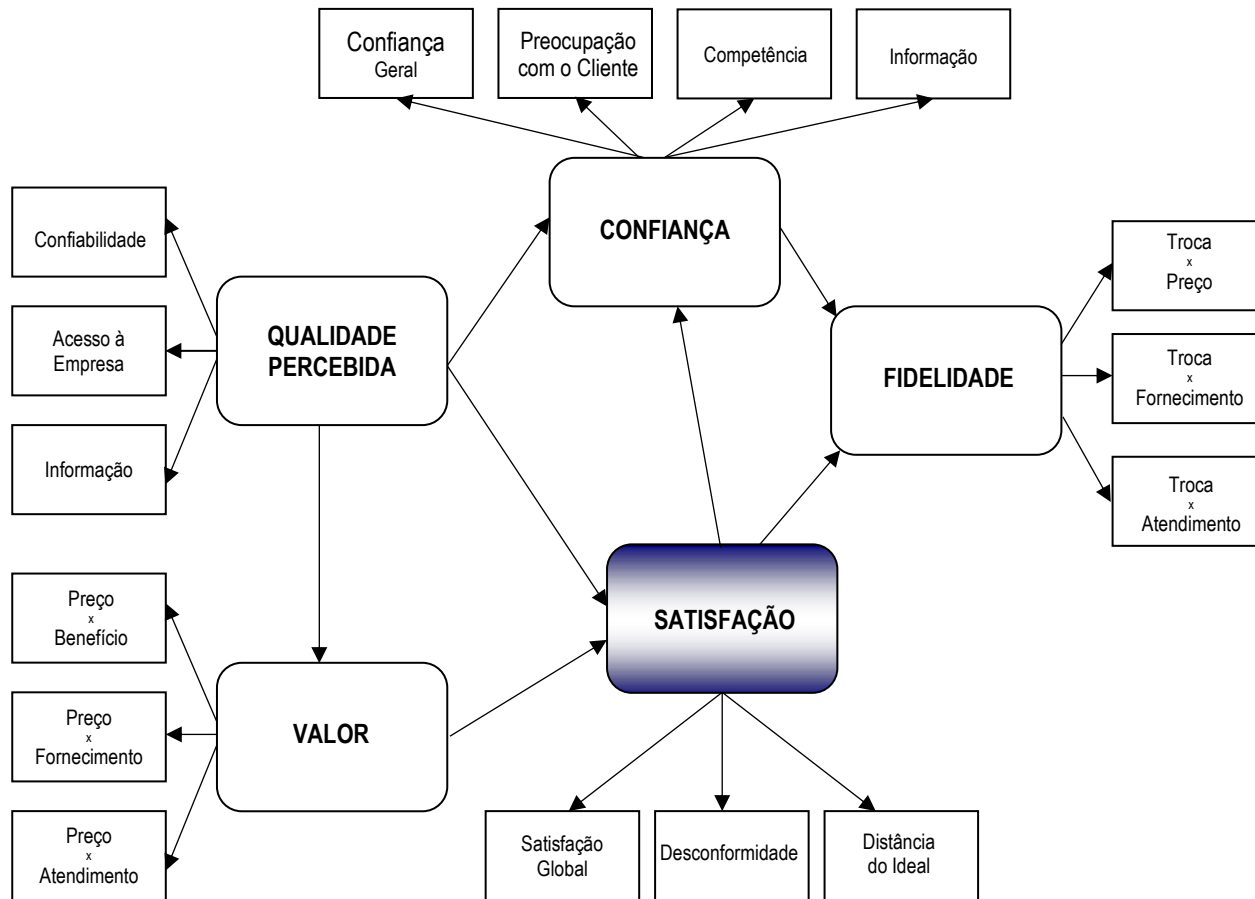 Confiança
Geral
Preocupação
com o Cliente
Competência
Informação
CONFIANÇA
Confiabilidade
Acesso à
Empresa
Informação
QUALIDADE
PERCEBIDA
FIDELIDADE
Troca
x
Preço
Troca
x
Fornecimento
Troca
x
Atendimento
SATISFAÇÃO
Preço
x
Benefício
Preço
x
Fornecimento
Preço
x
Atendimento
VALOR
Satisfação
Global
Desconformidade
Distância
do Ideal